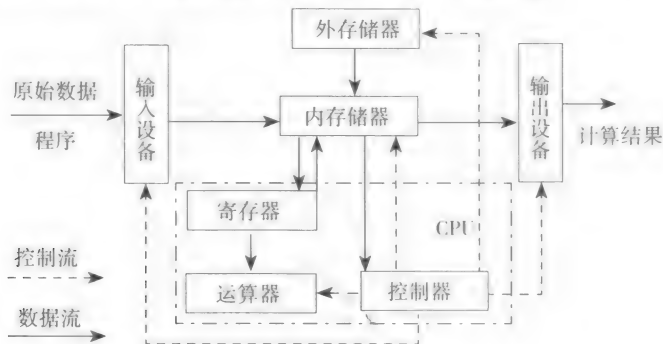 外存储器
原始数据
程序
输入设备
内存储器
输出设备
计算结果
寄存器
CPU
控制流
运算器
控制器
数据流